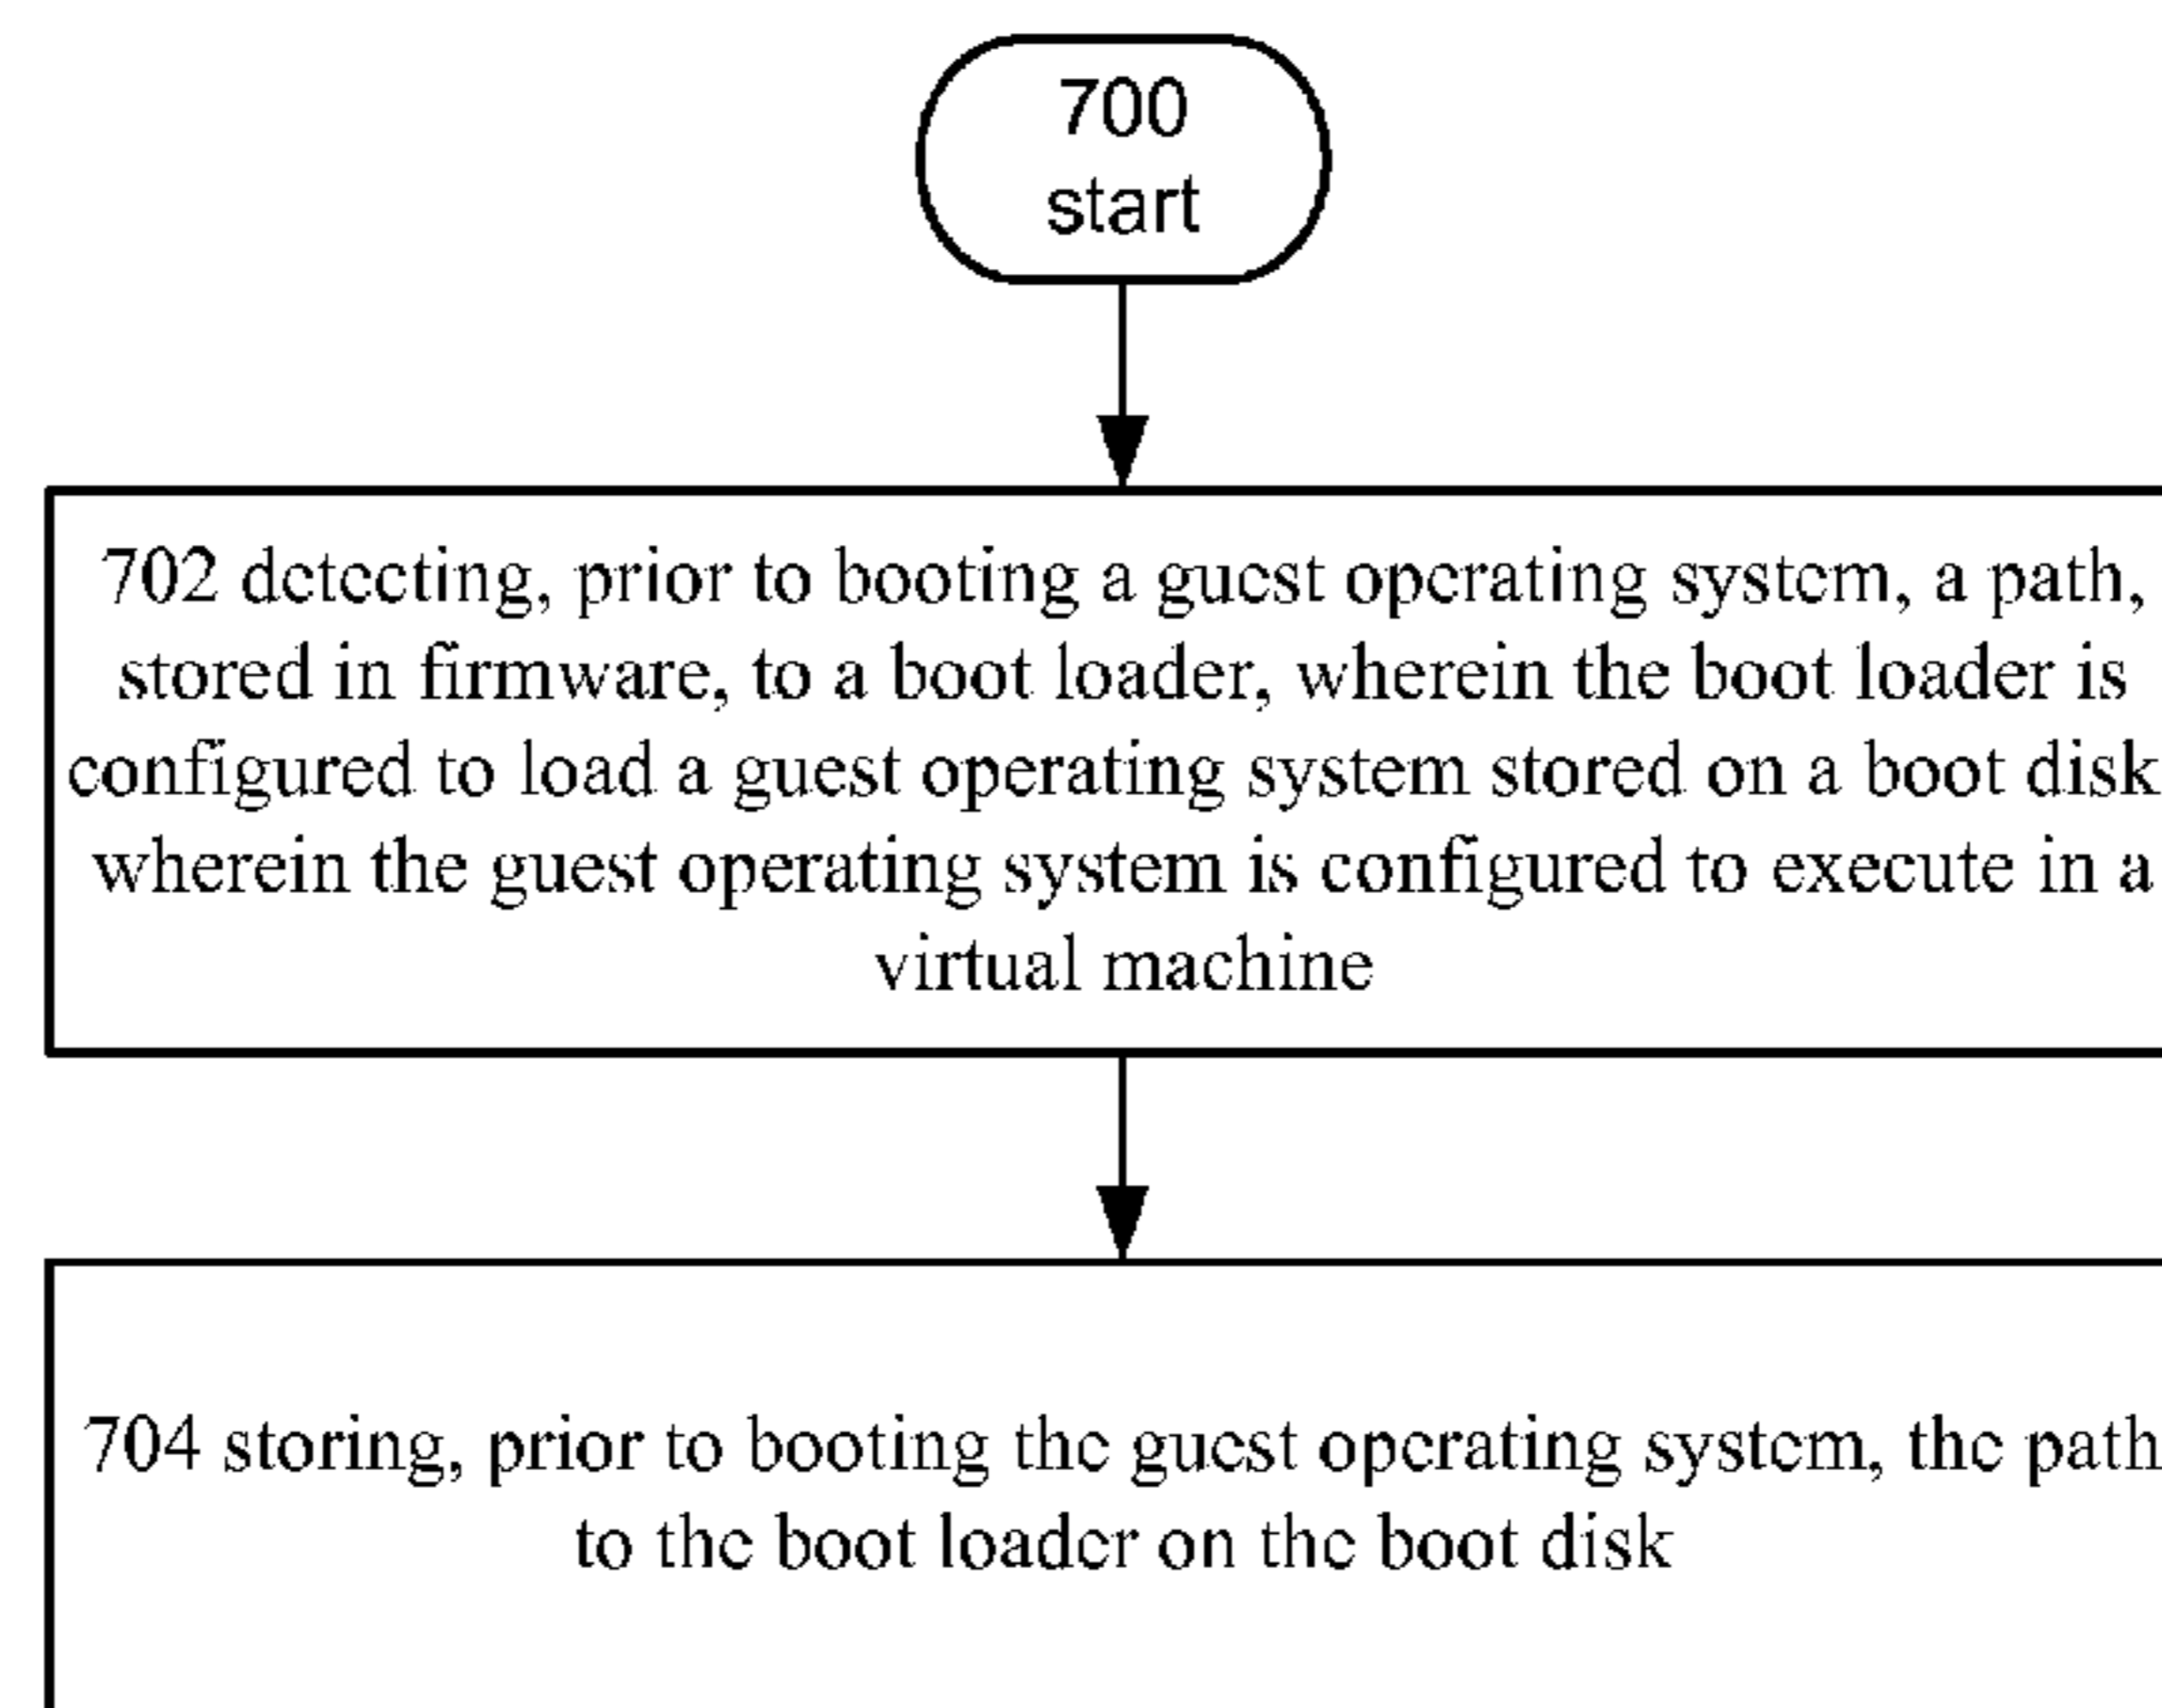 700
start
702 detecting, prior to booting a guest operating system, a path,
stored in firmware, to a boot loader, wherein the boot loader is
configured to load a guest operating system stored on a boot disk
wherein the guest operating system is configured to execute in a
virtual machine
704 storing, prior to booting the guest operating system, the path
to the boot loader on the boot disk